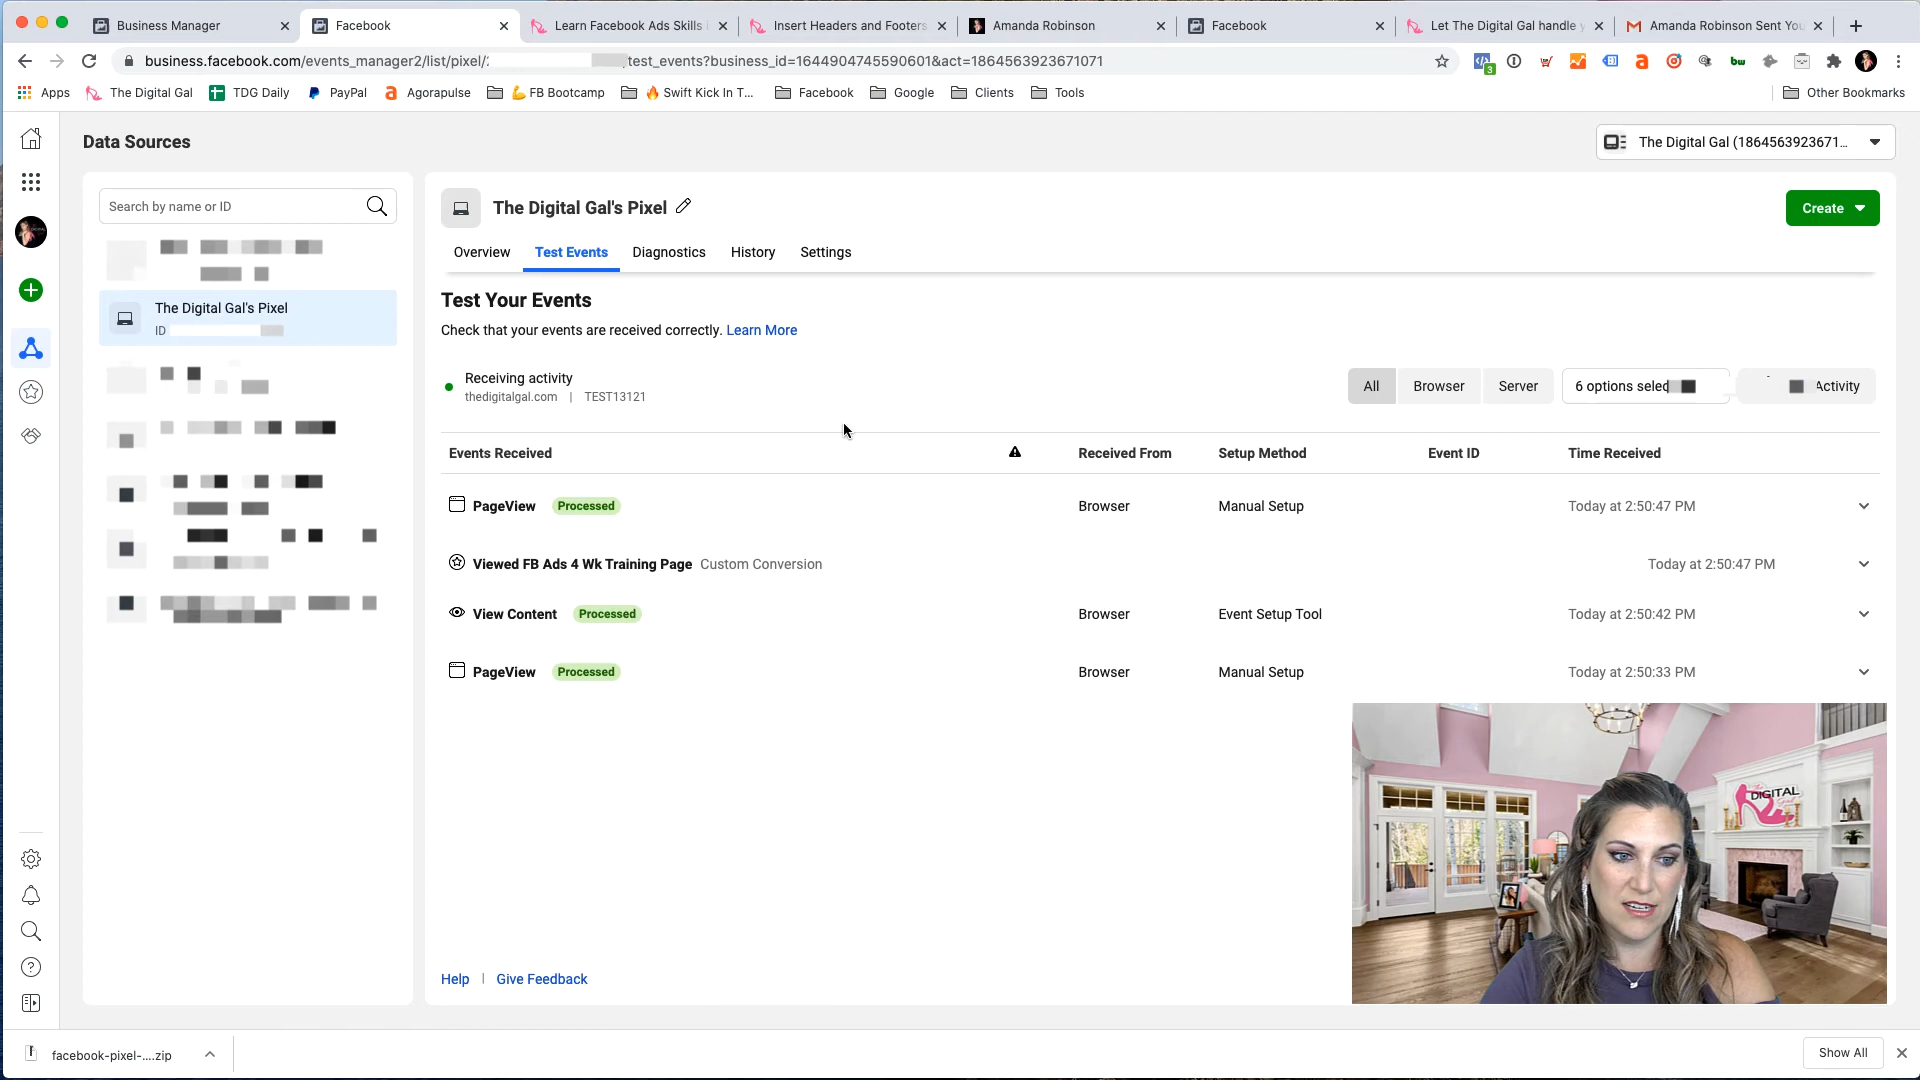 Business Manager
Facebook
Learn Facebook Ads Skills
Insert Headers and Footers
Amanda Robinson
Facebook
Let The Digital Gal handle y
Amanda Robinson Sent You
business.facebook.com/events_manager2/list/pixel/
test_events?business_id=1644904745590601&act=1864563923671071
3
Apps
The Digital Gal
TDG Daily
PayPal
Agorapulse
FB Bootcamp
Swift Kick In T...
Facebook
Google
Clients
Tools
Other Bookmarks
Data Sources
The Digital Gal (1864563923671...
Search by name or ID
The Digital Gal's Pixel
ID
The Digital Gal's Pixel
Create
Overview
Test Events
Diagnostics
History
Settings
Test Your Events
Check that your events are received correctly. Learn More
Receiving activity
thedigitalgal.com | TEST13121
All
Browser
Server
6 options selec
Activity
Events Received
Received From
Setup Method
Event ID
Time Received
PageView Processed Browser Manual Setup Today at 2:50:47 PM
Viewed FB Ads 4 Wk Training Page Custom Conversion Today at 2:50:47 PM
View Content Processed Browser Event Setup Tool Today at 2:50:42 PM
PageView Processed Browser Manual Setup Today at 2:50:33 PM
DIGITAL
Gal
Help | Give Feedback
facebook-pixel-....zip
Show All